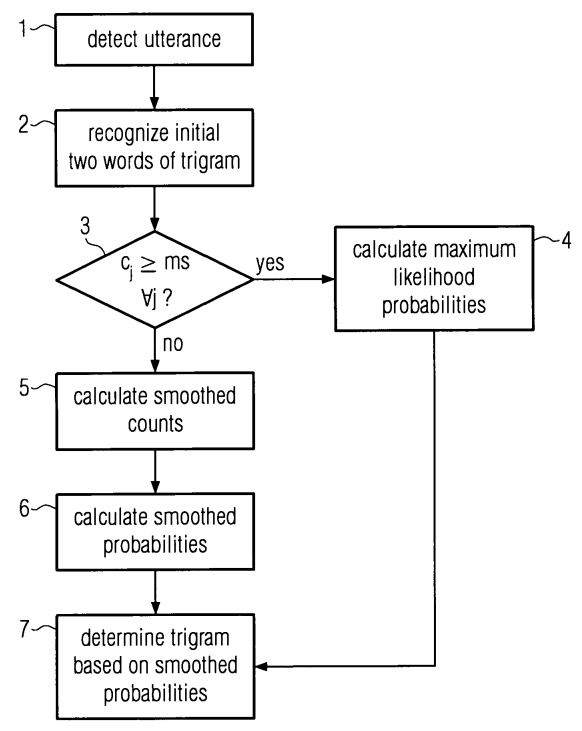 1
detect utterance
2
recognize initial
two words of trigram
3
cj ≥ ms
∀j ?
yes
4
calculate maximum
likelihood
probabilities
no
5
calculate smoothed
counts
6
calculate smoothed
probabilities
7
determine trigram
based on smoothed
probabilities